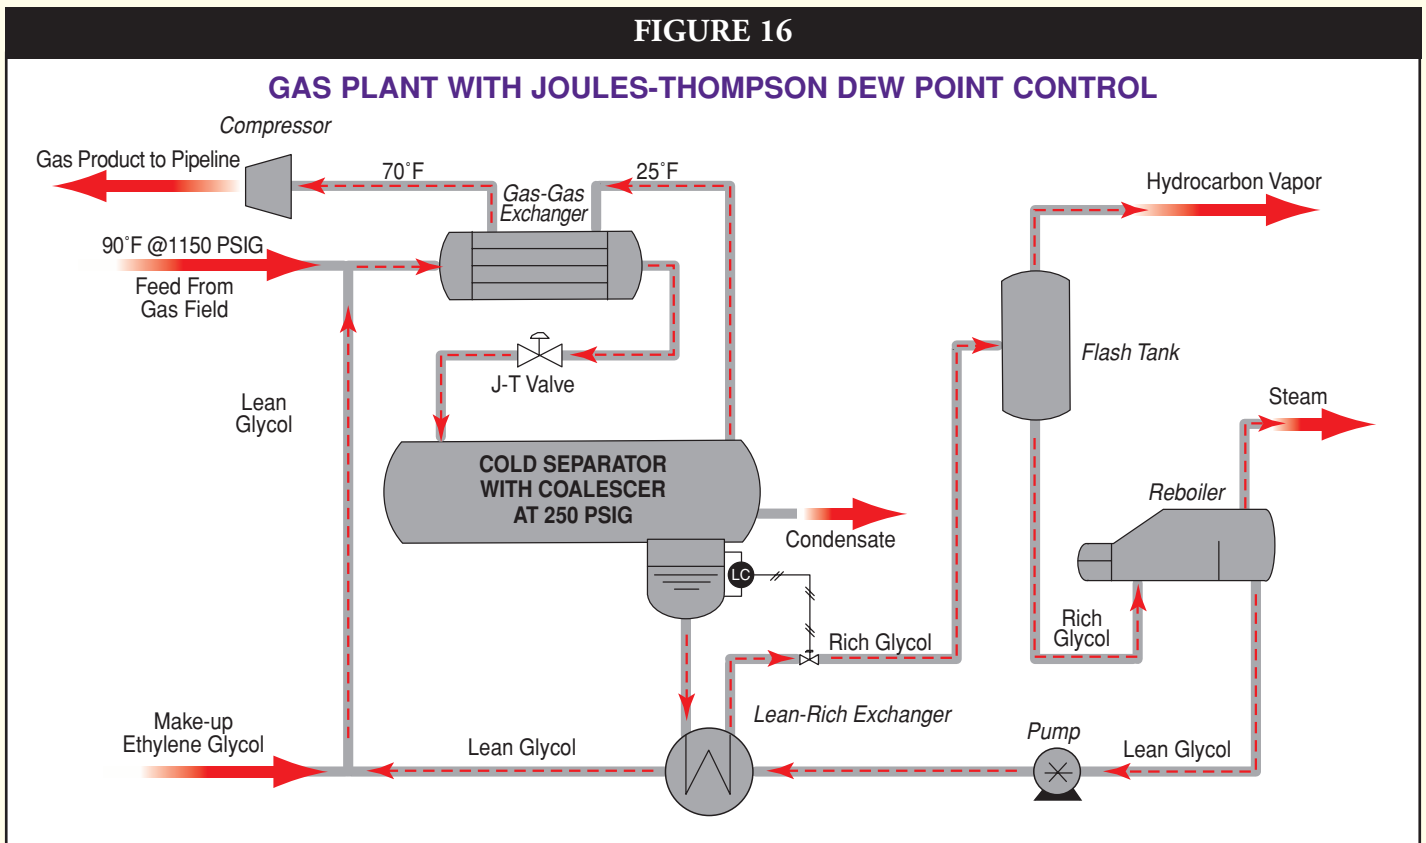 FIGURE 16
GAS PLANT WITH JOULES-THOMPSON DEW POINT CONTROL
Compressor
Gas Product to Pipeline
70˚F
Gas-Gas
Exchanger
25˚F
Hydrocarbon Vapor
90˚F @1150 PSIG
Feed From
Gas Field
J-T Valve
Flash Tank
Lean
Glycol
Steam
COLD SEPARATOR
WITH COALESCER
AT 250 PSIG
Condensate
Reboiler
LC
Rich Glycol
Rich
Glycol
Lean-Rich Exchanger
Make-up
Ethylene Glycol
Lean Glycol
Pump
Lean Glycol